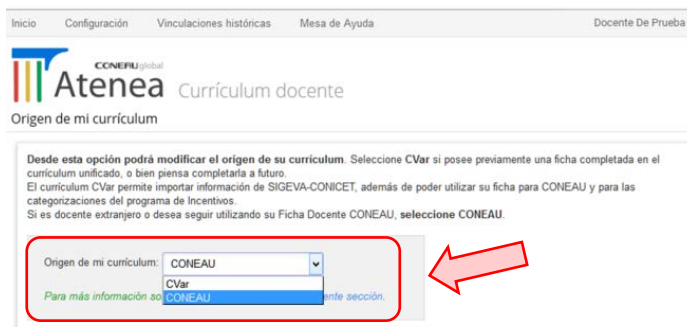 Inicio Configuración Vinculaciones históricas Mesa de Ayuda Docente De Prueba
CONEAU global
Atenea Currículum docente
Origen de mi currículum
Desde esta opción podrá modificar el origen de su currículum. Seleccione CVar si posee previamente una ficha completada en el
currículum unificado, o bien piensa completarla a futuro.
El currículum CVar permite importar información de SIGEVA-CONICET, además de poder utilizar su ficha para CONEAU y para las
categorizaciones del programa de Incentivos.
Si es docente extranjero o desea seguir utilizando su Ficha Docente CONEAU, seleccione CONEAU.
Origen de mi currículum: CONEAU
CVar
Para más información so CONEAU ente sección.